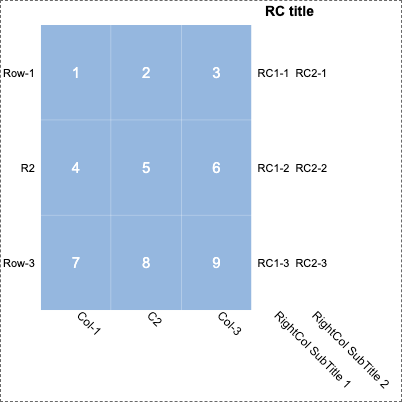 RC title
Row-1 1 2 3 RC1-1 RC2-1
R2 4 5 6 RC1-2 RC2-2
Row-3 7 8 9 RC1-3 RC2-3
Col-1 C2 Col-3 RightCol SubTitle 1 RightCol SubTitle 2